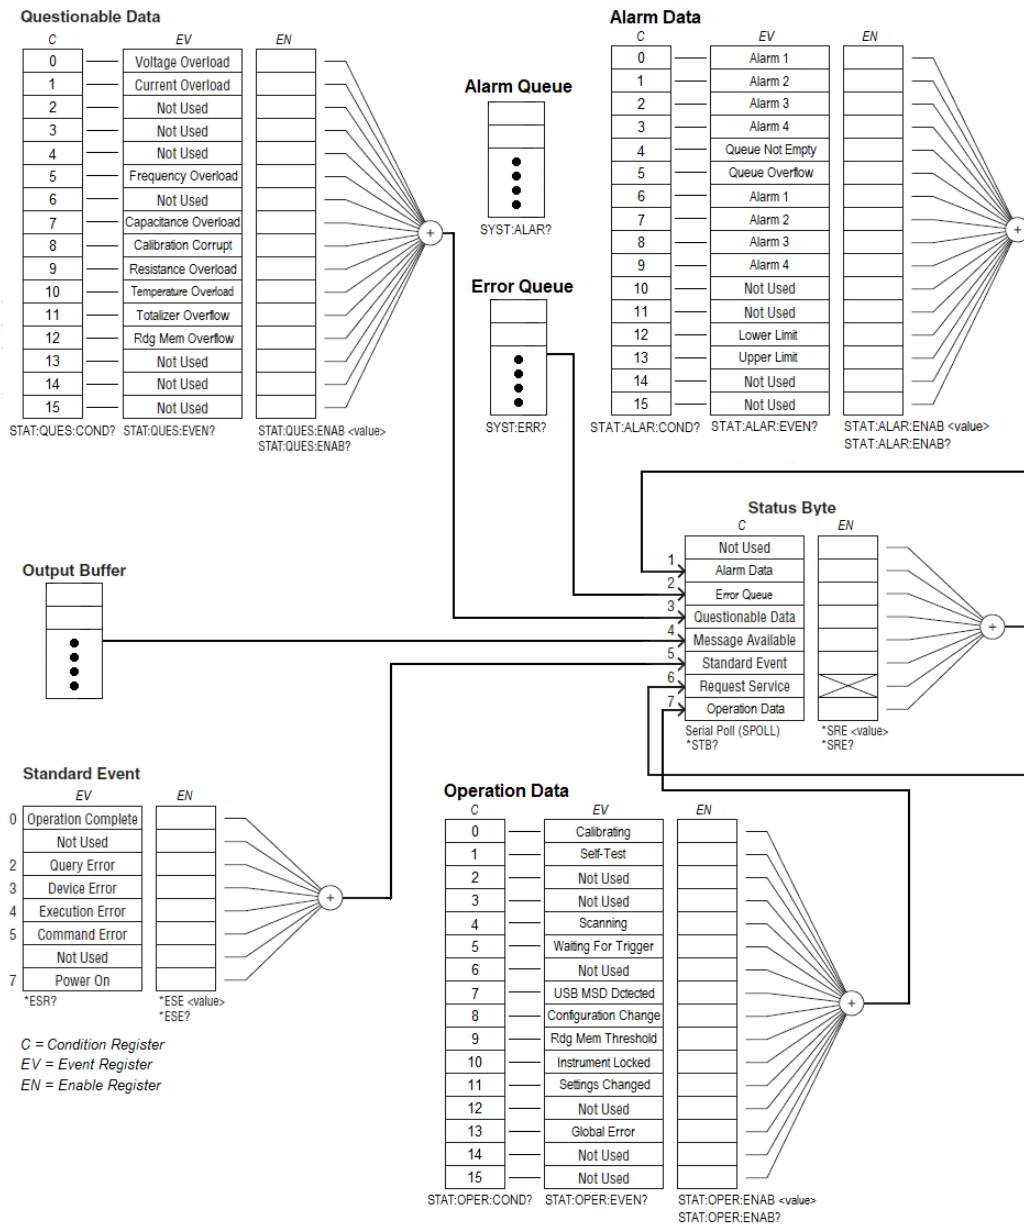 Questionable Data
C EV EN
0 Voltage Overload
1 Current Overload
2 Not Used
3 Not Used
4 Not Used
5 Frequency Overload
6 Not Used
7 Capacitance Overload
8 Calibration Corrupt
9 Resistance Overload
10 Temperature Overload
11 Totalizer Overflow
12 Rdg Mem Overflow
13 Not Used
14 Not Used
15 Not Used
STAT:QUES:COND? STAT:QUES:EVEN? STAT:QUES:ENAB <value>
STAT:QUES:ENAB?
+
Alarm Queue
SYST:ALAR?
Error Queue
SYST:ERR?
Alarm Data
C EV EN
0 Alarm 1
1 Alarm 2
2 Alarm 3
3 Alarm 4
4 Queue Not Empty
5 Queue Overflow
6 Alarm 1
7 Alarm 2
8 Alarm 3
9 Alarm 4
10 Not Used
11 Not Used
12 Lower Limit
13 Upper Limit
14 Not Used
15 Not Used
STAT:ALAR:COND? STAT:ALAR:EVEN? STAT:ALAR:ENAB <value>
STAT:ALAR:ENAB?
+
Output Buffer
Status Byte
C EN
Not Used
1 Alarm Data
2 Error Queue
3 Questionable Data
4 Message Available
5 Standard Event
6 Request Service
7 Operation Data
Serial Poll (SPOLL) *SRE <value>
*STB? *SRE?
+
Standard Event
EV EN
0 Operation Complete
Not Used
2 Query Error
3 Device Error
4 Execution Error
5 Command Error
Not Used
7 Power On
*ESR? *ESE <value>
*ESE?
+
C = Condition Register
EV = Event Register
EN = Enable Register
Operation Data
C EV EN
0 Calibrating
1 Self-Test
2 Not Used
3 Not Used
4 Scanning
5 Waiting For Trigger
6 Not Used
7 USB MSD Dctected
8 Configuration Change
9 Rdg Mem Threshold
10 Instrument Locked
11 Settings Changed
12 Not Used
13 Global Error
14 Not Used
15 Not Used
STAT:OPER:COND? STAT:OPER:EVEN? STAT:OPER:ENAB <value>
STAT:OPER:ENAB?
+